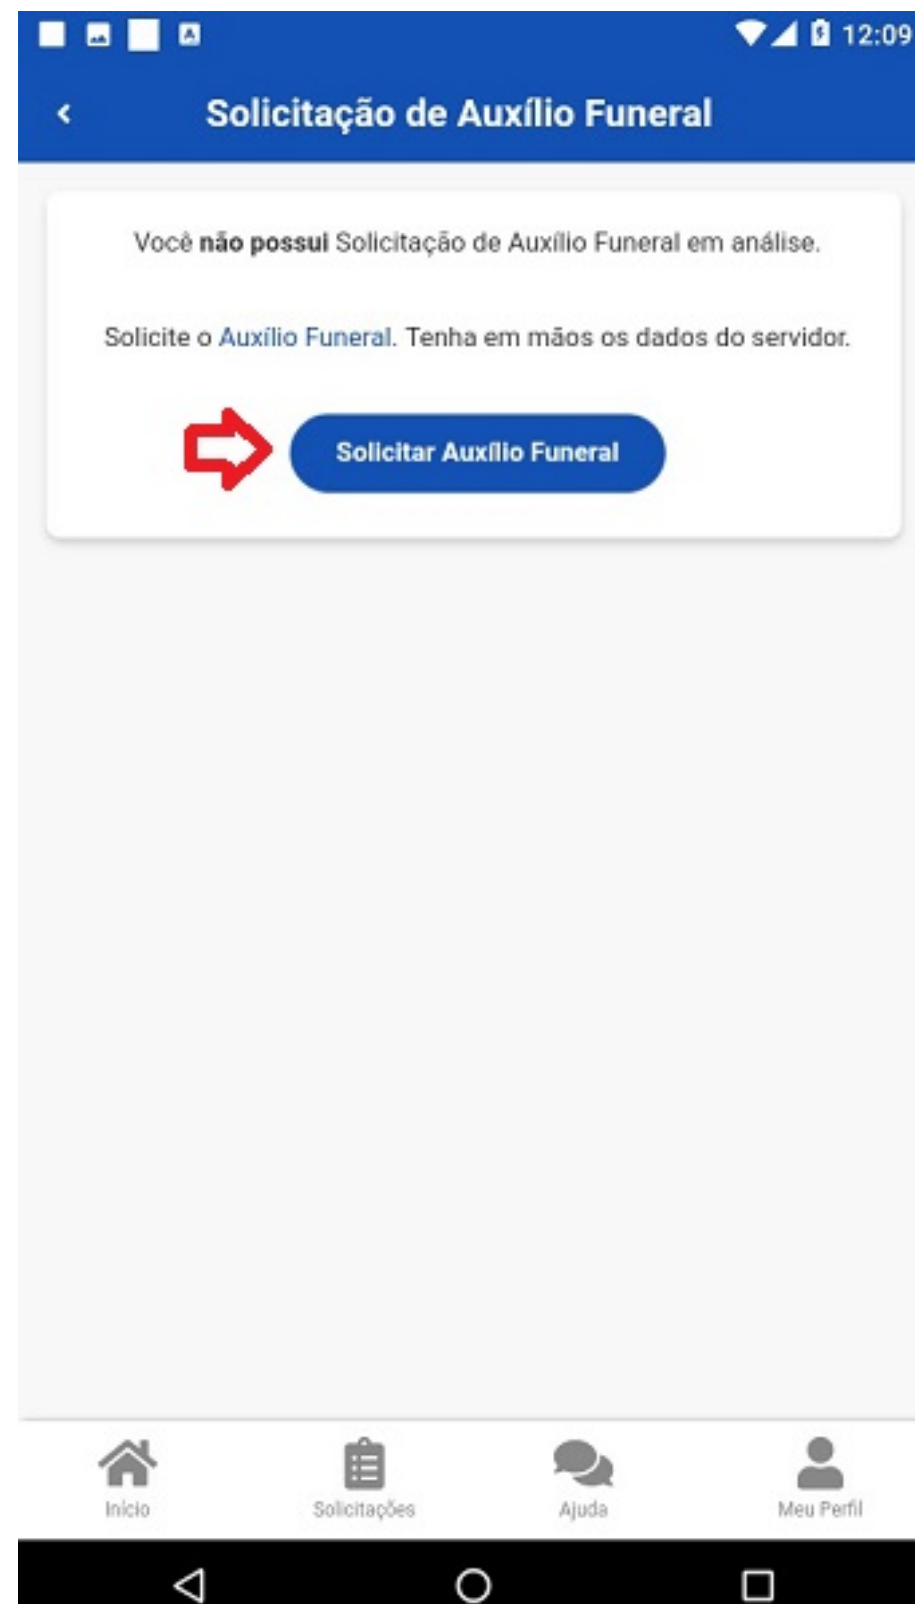 12:09
Solicitação de Auxílio Funeral
Você não possui Solicitação de Auxílio Funeral em análise.
Solicite o Auxílio Funeral. Tenha em mãos os dados do servidor.
Solicitar Auxílio Funeral
Início Solicitações Ajuda Meu Perfil